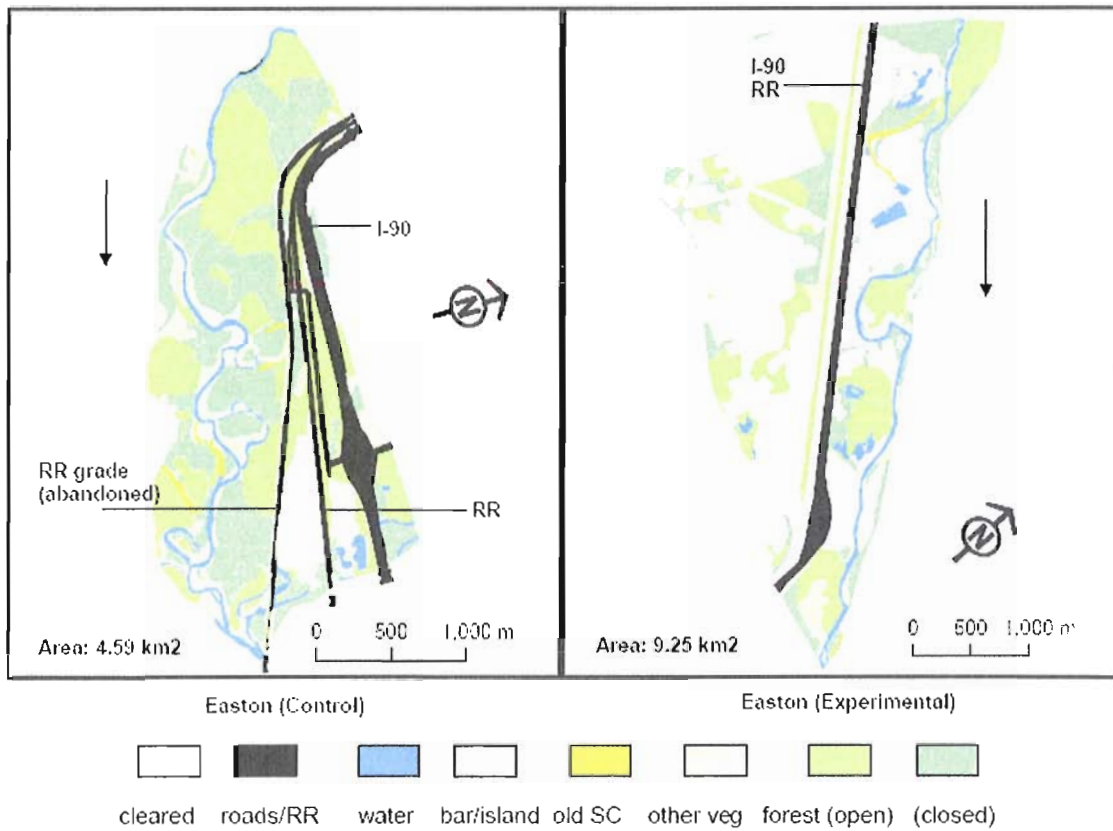 I-90
RR grade
(abandoned)
RR
N
0 500 1,000 m
Area: 4.59 km2
I-90
RR
N
0 500 1,000 m
Area: 9.25 km2
Easton (Control)
Easton (Experimental)
cleared roads/RR water bar/island old SC other veg forest (open) (closed)